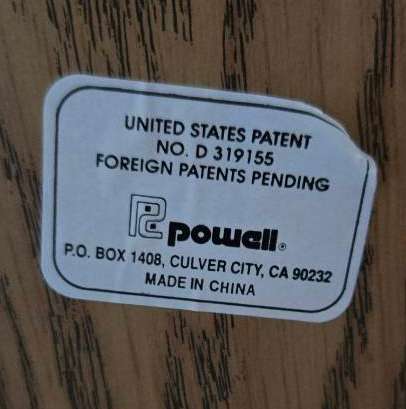 UNITED STATES PATENT
NO. D 319155
FOREIGN PATENTS PENDING
powell®
P.O. BOX 1408, CULVER CITY, CA 90232
MADE IN CHINA